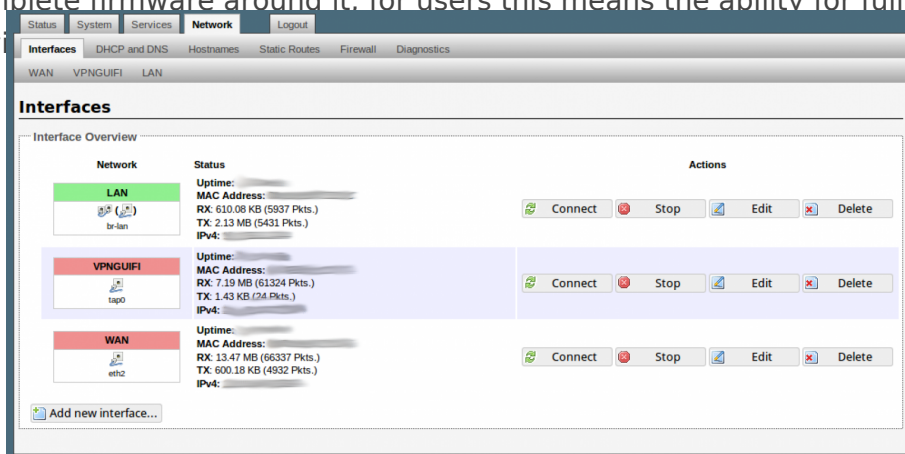 plete firmware around it, for users this means the ability for full
Status System Services Network Logout
Interfaces DHCP and DNS Hostnames Static Routes Firewall Diagnostics
WAN VPNGUIFI LAN
Interfaces
Interface Overview
Network Status Actions
LAN
br-lan
Uptime:
MAC Address:
RX: 610.08 KB (5937 Pkts.)
TX: 2.13 MB (5431 Pkts.)
IPv4:
Connect Stop Edit Delete
VPNGUIFI
tap0
Uptime:
MAC Address:
RX: 7.19 MB (61324 Pkts.)
TX: 1.43 KB (24 Pkts.)
IPv4:
Connect Stop Edit Delete
WAN
eth2
Uptime:
MAC Address:
RX: 13.47 MB (66337 Pkts.)
TX: 600.18 KB (4932 Pkts.)
IPv4:
Connect Stop Edit Delete
Add new interface...